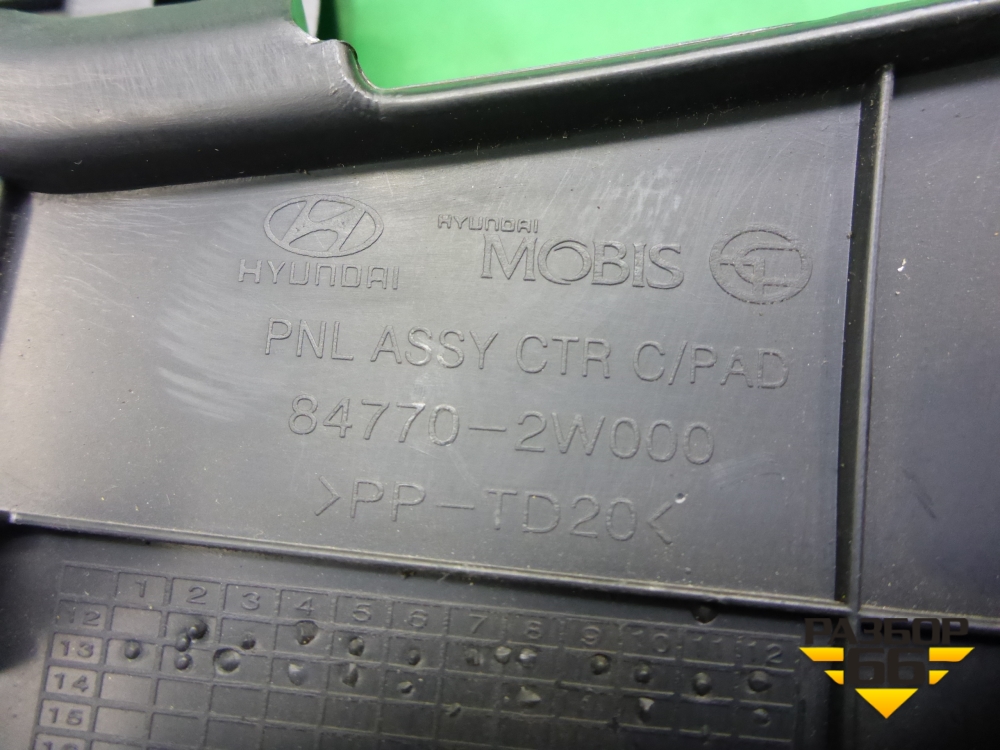 HYUNDAI
HYUNDAI
MOBIS
PNL ASSY CTR C/PAD
84770-2W000
>PP-TD20<
1 2 3 4 5 6 7 8 9 10 11 12
12
13
14
15
РАЗБОР
66